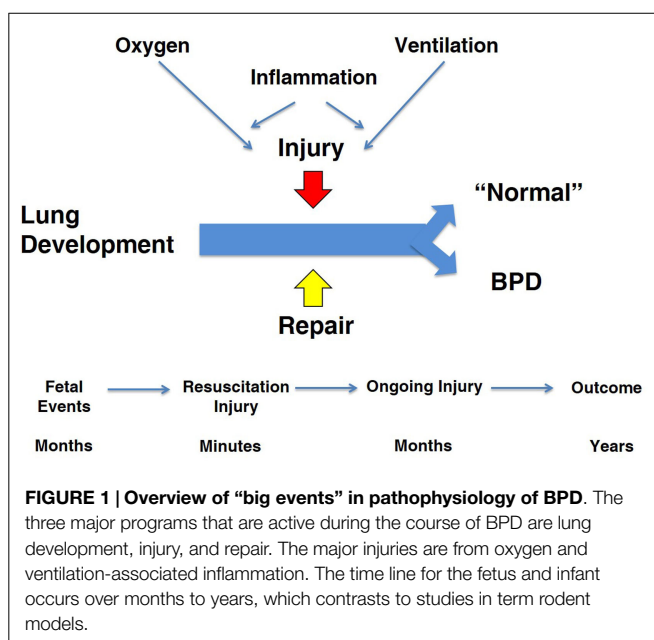 Oxygen Ventilation
Inflammation
Injury
Lung
Development
“Normal”
BPD
Repair
Fetal
Events
Resuscitation
Injury
Ongoing Injury
Outcome
Months Minutes Months Years
FIGURE 1 | Overview of “big events” in pathophysiology of BPD. The
three major programs that are active during the course of BPD are lung
development, injury, and repair. The major injuries are from oxygen and
ventilation-associated inflammation. The time line for the fetus and infant
occurs over months to years, which contrasts to studies in term rodent
models.